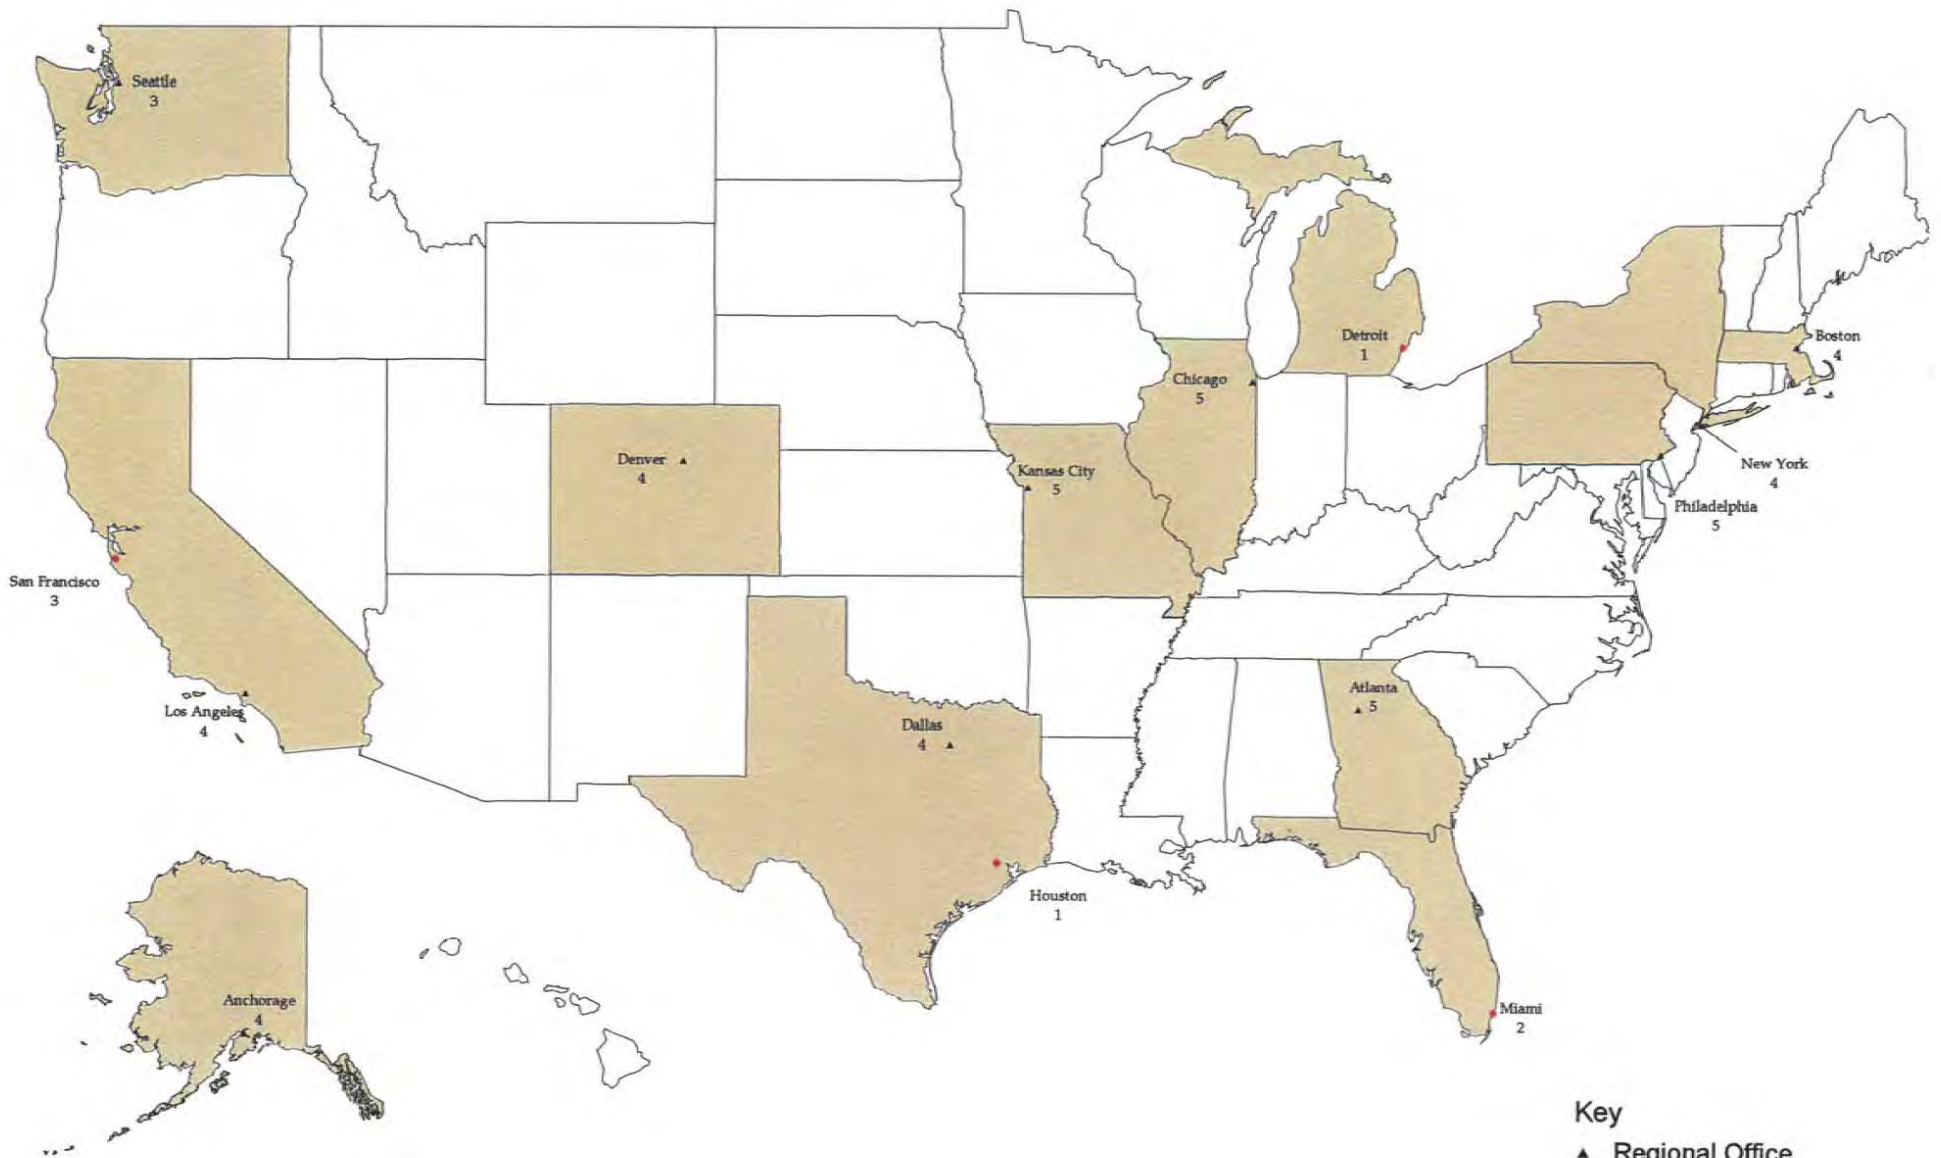 Seattle
3
Detroit
1
Boston
4
Chicago
5
Denver
4
Kansas City
5
New York
4
Philadelphia
5
San Francisco
3
Atlanta
5
Los Angeles
4
Dallas
4
Houston
1
Anchorage
4
Miami
2
Key
Regional Office